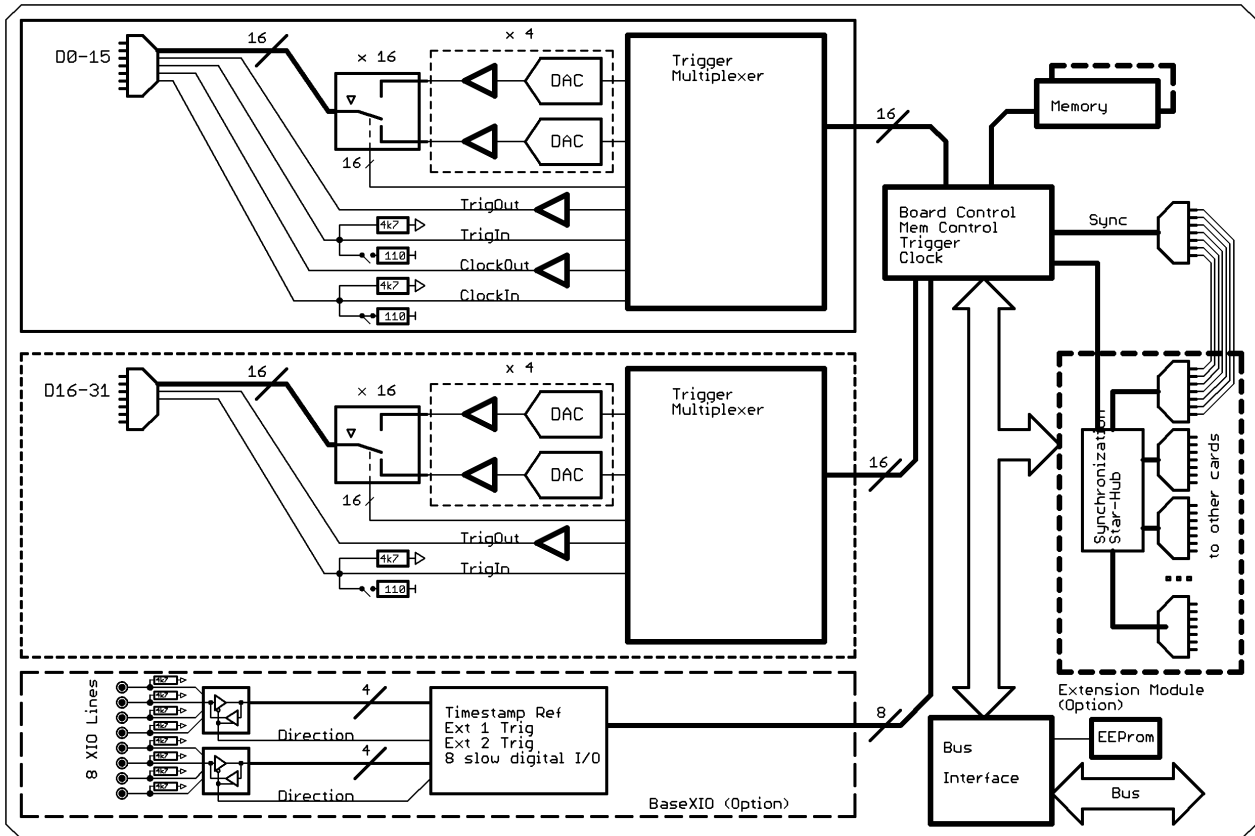 D0-15
16
x 16
x 4
DAC
DAC
16
TrigOut
4k7
TrigIn
110
ClockOut
4k7
ClockIn
110
Trigger
Multiplexer
16
Memory
Board Control
Mem Control
Trigger
Clock
Sync
D16-31
16
x 16
x 4
DAC
DAC
16
TrigOut
4k7
TrigIn
110
Trigger
Multiplexer
16
Synchronization
Star-Hub
to other cards
Extension Module
(Option)
8 XIO Lines
4k7
4k7
4k7
4k7
4k7
4k7
4k7
4k7
4
Direction
4
Direction
Timestamp Ref
Ext 1 Trig
Ext 2 Trig
8 slow digital I/O
8
BaseXIO (Option)
Bus
Interface
EEProm
Bus